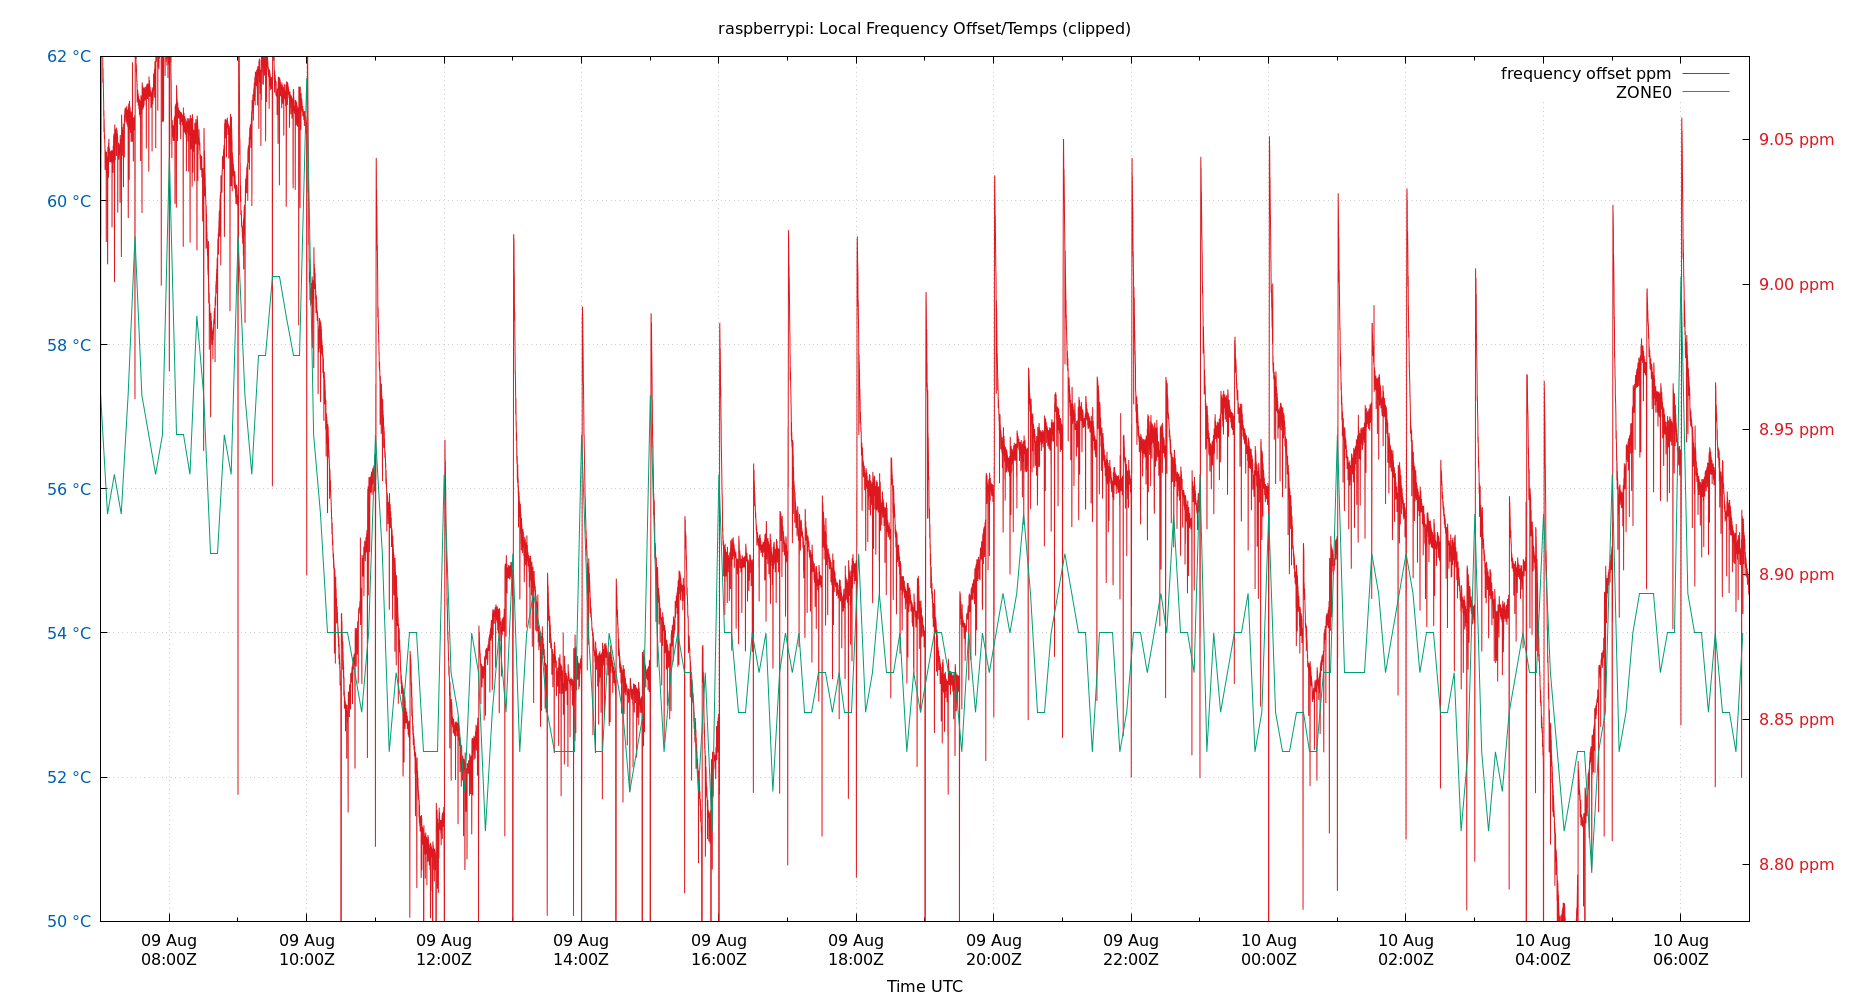 raspberrypi: Local Frequency Offset/Temps (clipped)
frequency offset ppm
ZONE0
62 °C
60 °C
58 °C
56 °C
54 °C
52 °C
50 °C
9.05 ppm
9.00 ppm
8.95 ppm
8.90 ppm
8.85 ppm
8.80 ppm
09 Aug 09 Aug 09 Aug 09 Aug 09 Aug 09 Aug 09 Aug 09 Aug 10 Aug 10 Aug 10 Aug 10 Aug
08:00Z 10:00Z 12:00Z 14:00Z 16:00Z 18:00Z 20:00Z 22:00Z 00:00Z 02:00Z 04:00Z 06:00Z
Time UTC